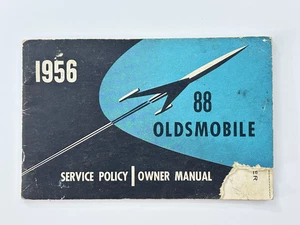 1956
88
OLDSMOBILE
SERVICE POLICY OWNER MANUAL